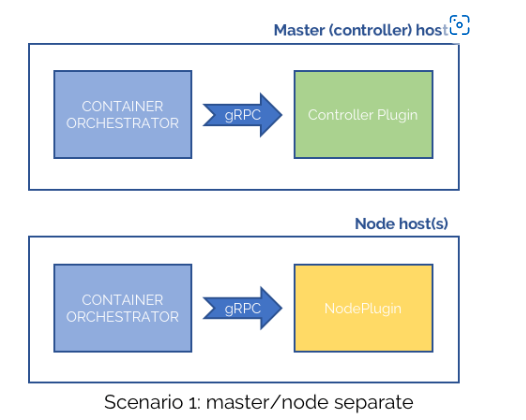 Master (controller) host
CONTAINER
ORCHESTRATOR
gRPC
Controller Plugin
Node host(s)
CONTAINER
ORCHESTRATOR
gRPC
NodePlugin
Scenario 1: master/node separate